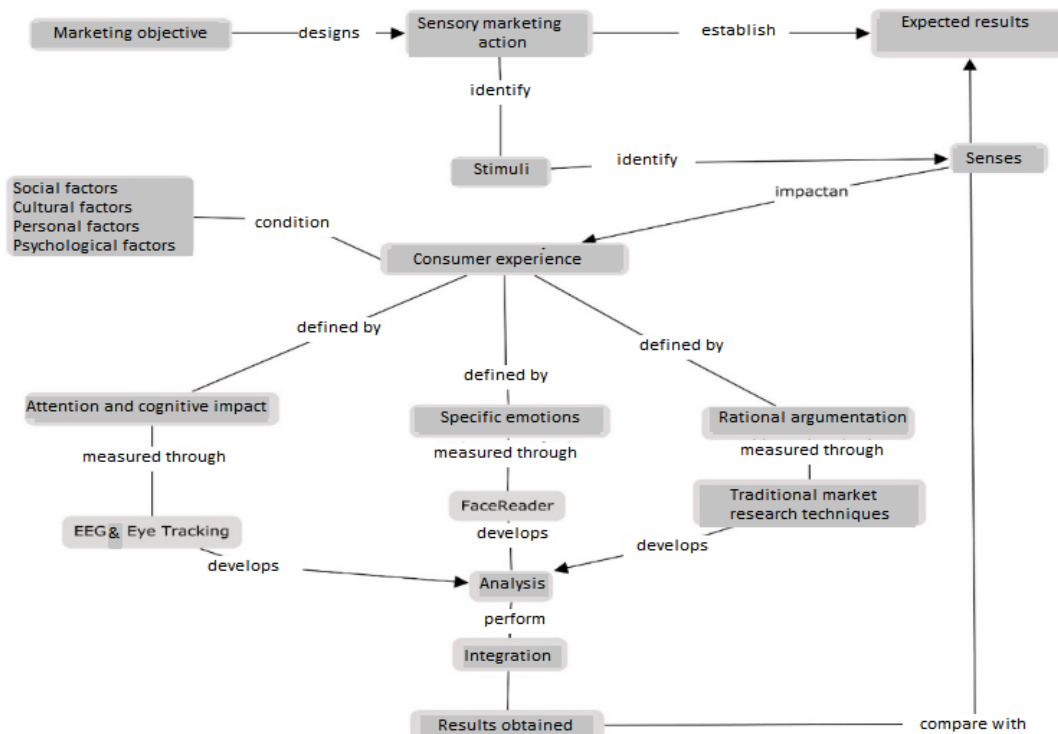 Marketing objective
designs
Sensory marketing
action
establish
Expected results
identify
Stimuli
identify
Senses
impactan
Social factors
Cultural factors
Personal factors
Psychological factors
condition
Consumer experience
defined by
defined by
defined by
Attention and cognitive impact
Specific emotions
Rational argumentation
measured through
measured through
measured through
EEG& Eye Tracking
FaceReader
Traditional market
research techniques
develops
develops
develops
Analysis
perform
Integration
Results obtained
compare with